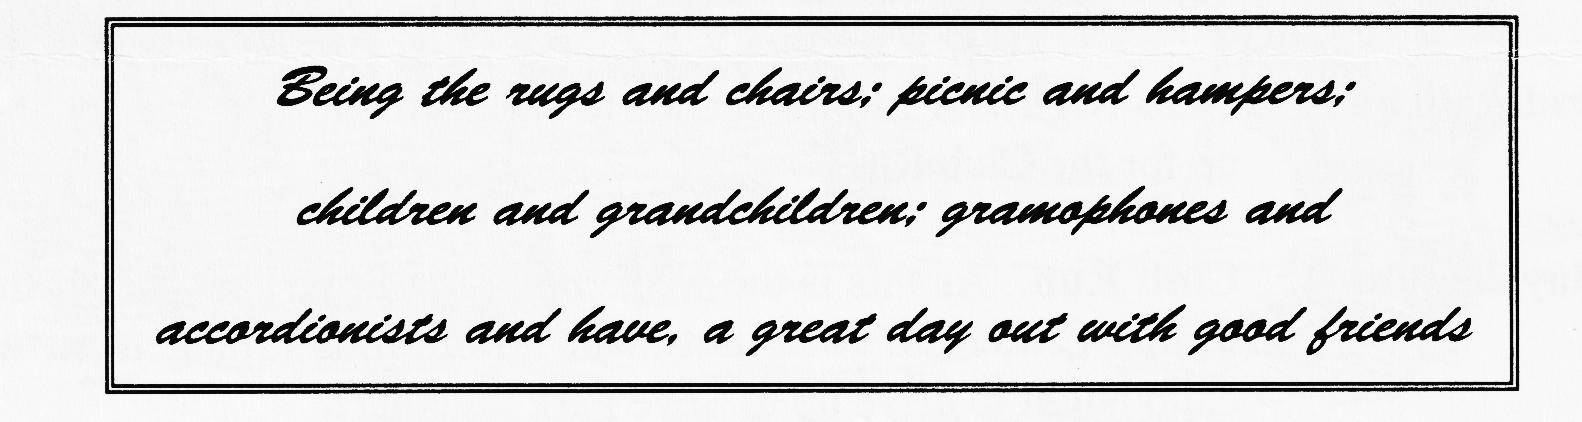 Being the rugs and chairs; picnic and hampers;
children and grandchildren; gramophones and
accordionists and have, a great day out with good friends